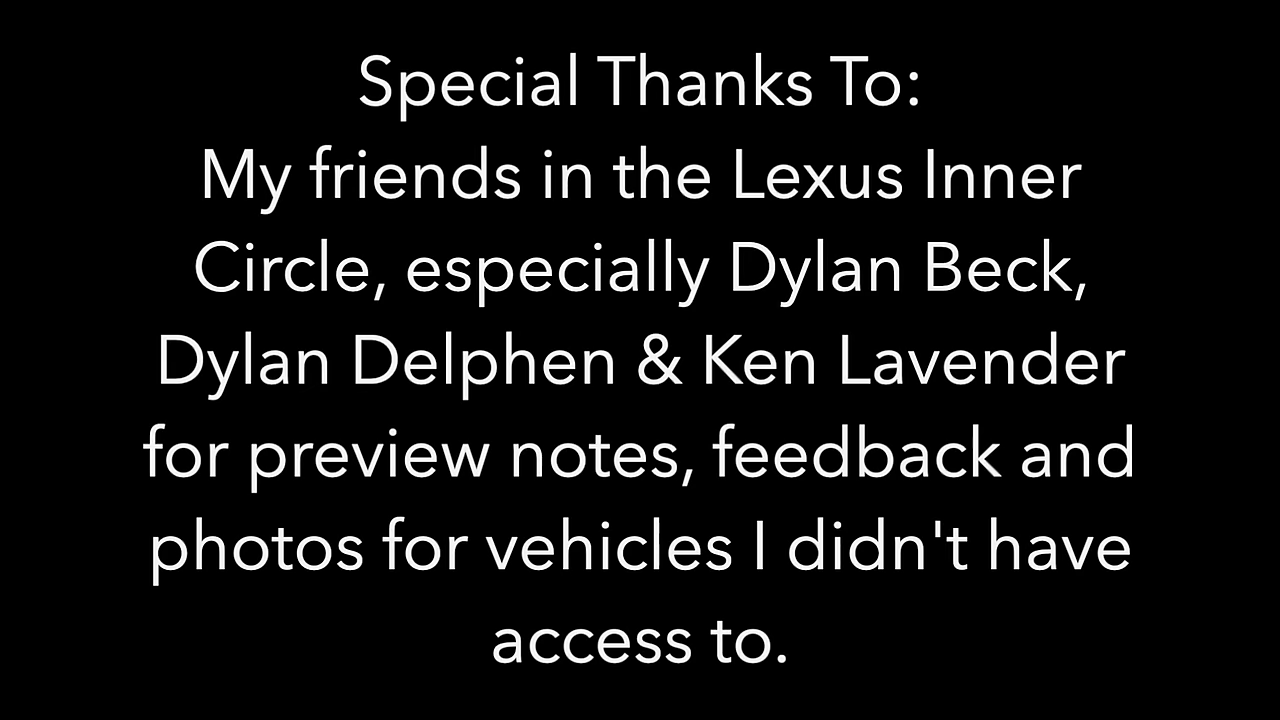 Special Thanks To:
My friends in the Lexus Inner
Circle, especially Dylan Beck,
Dylan Delphen & Ken Lavender
for preview notes, feedback and
photos for vehicles I didn't have
access to.